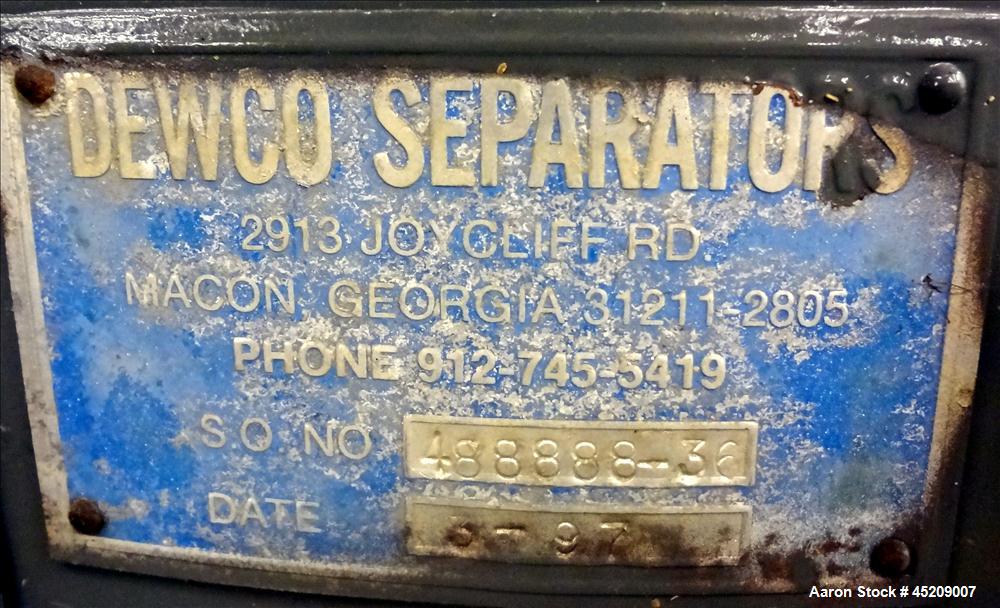 DEWCO SEPARATORS
2913 JOYCLIFF RD.
MACON, GEORGIA 31211-2805
PHONE 912-745-5419
S.O. NO 488888-36
DATE
Aaron Stock # 45209007